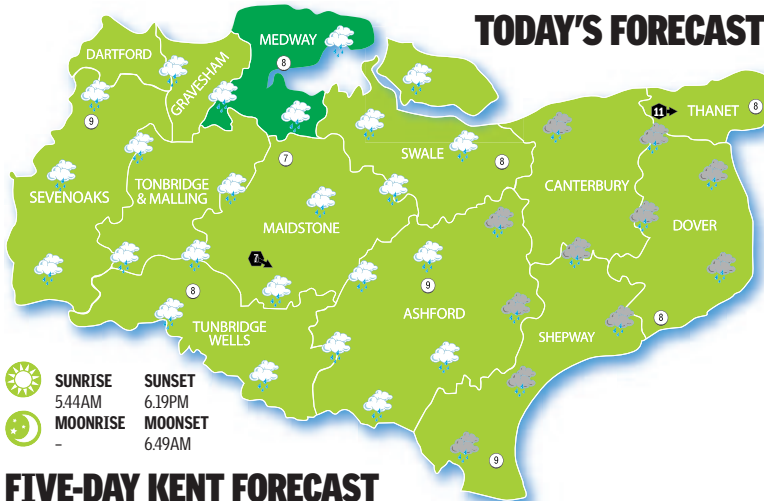 TODAY'S FORECAST
MEDWAY
DARTFORD
GRAVESHAM
8
11
THANET
8
9
SWALE
8
7
SEVENOAKS
TONBRIDGE
& MALLING
CANTERBURY
MAIDSTONE
DOVER
7
8
9
ASHFORD
TUNBRIDGE
WELLS
SHEPWAY
8
9
SUNRISE SUNSET
5.44AM 6.19PM
MOONRISE MOONSET
– 6.49AM
FIVE-DAY KENT FORECAST